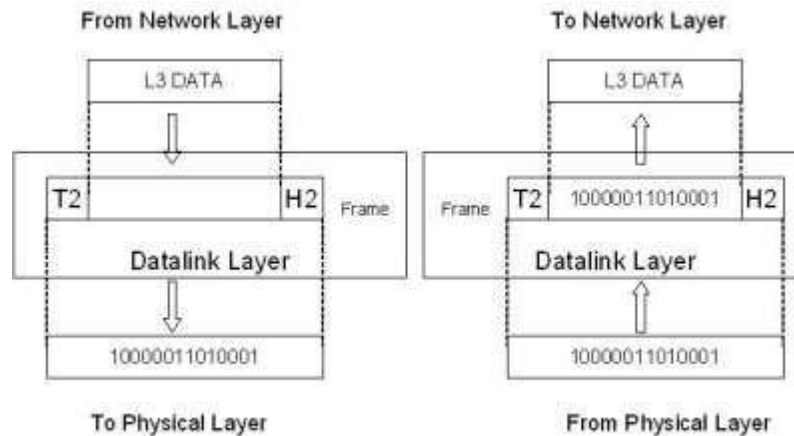 From Network Layer
L3 DATA
T2
H2
Frame
Datalink Layer
10000011010001
To Physical Layer
To Network Layer
L3 DATA
Frame
T2
10000011010001
H2
Datalink Layer
10000011010001
From Physical Layer